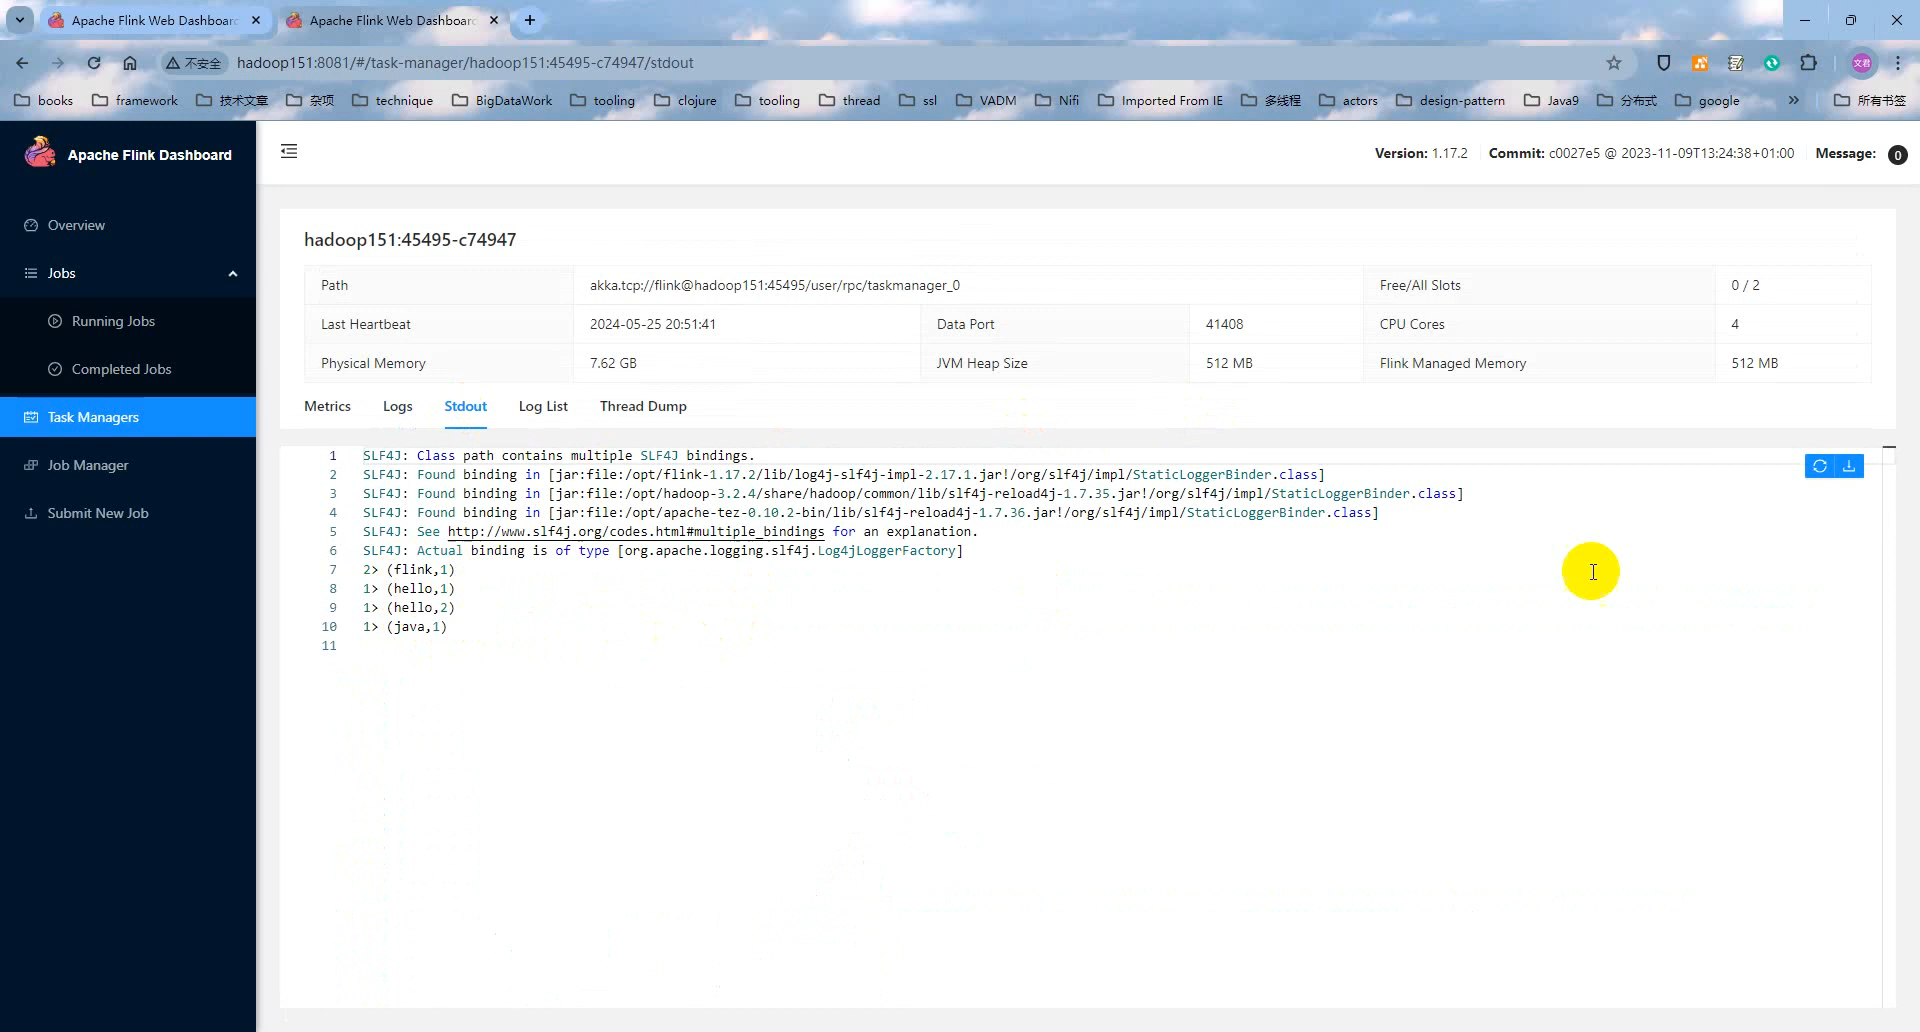 Apache Flink Web Dashboard
Apache Flink Web Dashboard
不安全 hadoop151:8081/#/task-manager/hadoop151:45495-c74947/stdout
文君
books framework 技术文章 杂项 technique BigDataWork tooling clojure tooling thread ssl VADM Nifi Imported From IE 多线程 actors design-pattern Java9 分布式 google » 所有书签
Apache Flink Dashboard
Version: 1.17.2 Commit: c0027e5 @ 2023-11-09T13:24:38+01:00 Message: 0
Overview
Jobs
Running Jobs
Completed Jobs
Task Managers
Job Manager
Submit New Job
hadoop151:45495-c74947
Path akka.tcp://flink@hadoop151:45495/user/rpc/taskmanager_0 Free/All Slots 0 / 2
Last Heartbeat 2024-05-25 20:51:41 Data Port 41408 CPU Cores 4
Physical Memory 7.62 GB JVM Heap Size 512 MB Flink Managed Memory 512 MB
Metrics Logs Stdout Log List Thread Dump
1 SLF4J: Class path contains multiple SLF4J bindings.
2 SLF4J: Found binding in [jar:file:/opt/flink-1.17.2/lib/log4j-slf4j-impl-2.17.1.jar!/org/slf4j/impl/StaticLoggerBinder.class]
3 SLF4J: Found binding in [jar:file:/opt/hadoop-3.2.4/share/hadoop/common/lib/slf4j-reload4j-1.7.35.jar!/org/slf4j/impl/StaticLoggerBinder.class]
4 SLF4J: Found binding in [jar:file:/opt/apache-tez-0.10.2-bin/lib/slf4j-reload4j-1.7.36.jar!/org/slf4j/impl/StaticLoggerBinder.class]
5 SLF4J: See http://www.slf4j.org/codes.html#multiple_bindings for an explanation.
6 SLF4J: Actual binding is of type [org.apache.logging.slf4j.Log4jLoggerFactory]
7 2> (flink,1)
8 1> (hello,1)
9 1> (hello,2)
10 1> (java,1)
11